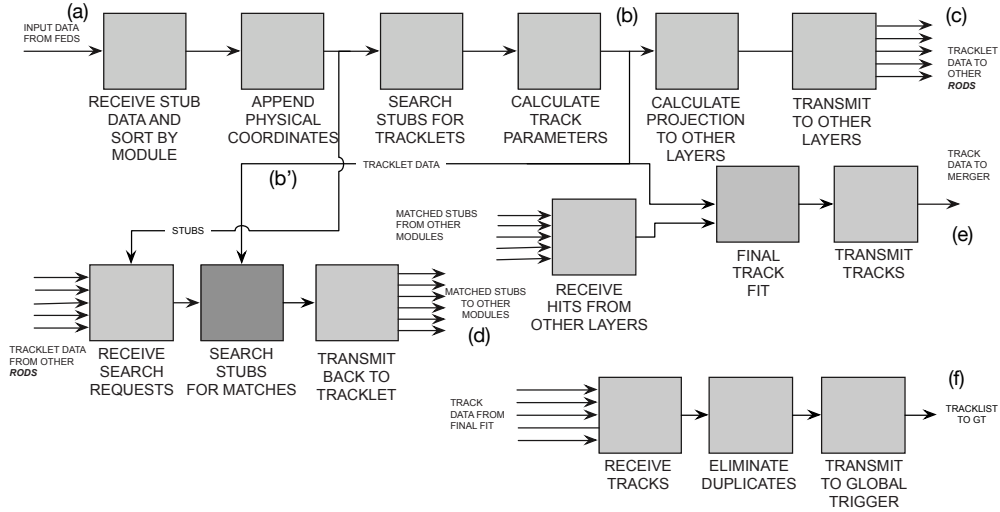 (a)
(b)
(c)
INPUT DATA
FROM FEDS
RECEIVE STUB
DATA AND
SORT BY
MODULE
APPEND
PHYSICAL
COORDINATES
SEARCH
STUBS FOR
TRACKLETS
CALCULATE
TRACK
PARAMETERS
CALCULATE
PROJECTION
TO OTHER
LAYERS
TRANSMIT
TO OTHER
LAYERS
TRACKLET
DATA TO
OTHER
RODS
(b')
TRACKLET DATA
STUBS
MATCHED STUBS
FROM OTHER
MODULES
RECEIVE
HITS FROM
OTHER LAYERS
FINAL
TRACK
FIT
TRANSMIT
TRACKS
TRACK
DATA TO
MERGER
(e)
TRACKLET DATA
FROM OTHER
RODS
RECEIVE
SEARCH
REQUESTS
SEARCH
STUBS
FOR MATCHES
TRANSMIT
BACK TO
TRACKLET
MATCHED STUBS
TO OTHER
MODULES
(d)
TRACK
DATA FROM
FINAL FIT
RECEIVE
TRACKS
ELIMINATE
DUPLICATES
TRANSMIT
TO GLOBAL
TRIGGER
(f)
TRACKLIST
TO GT